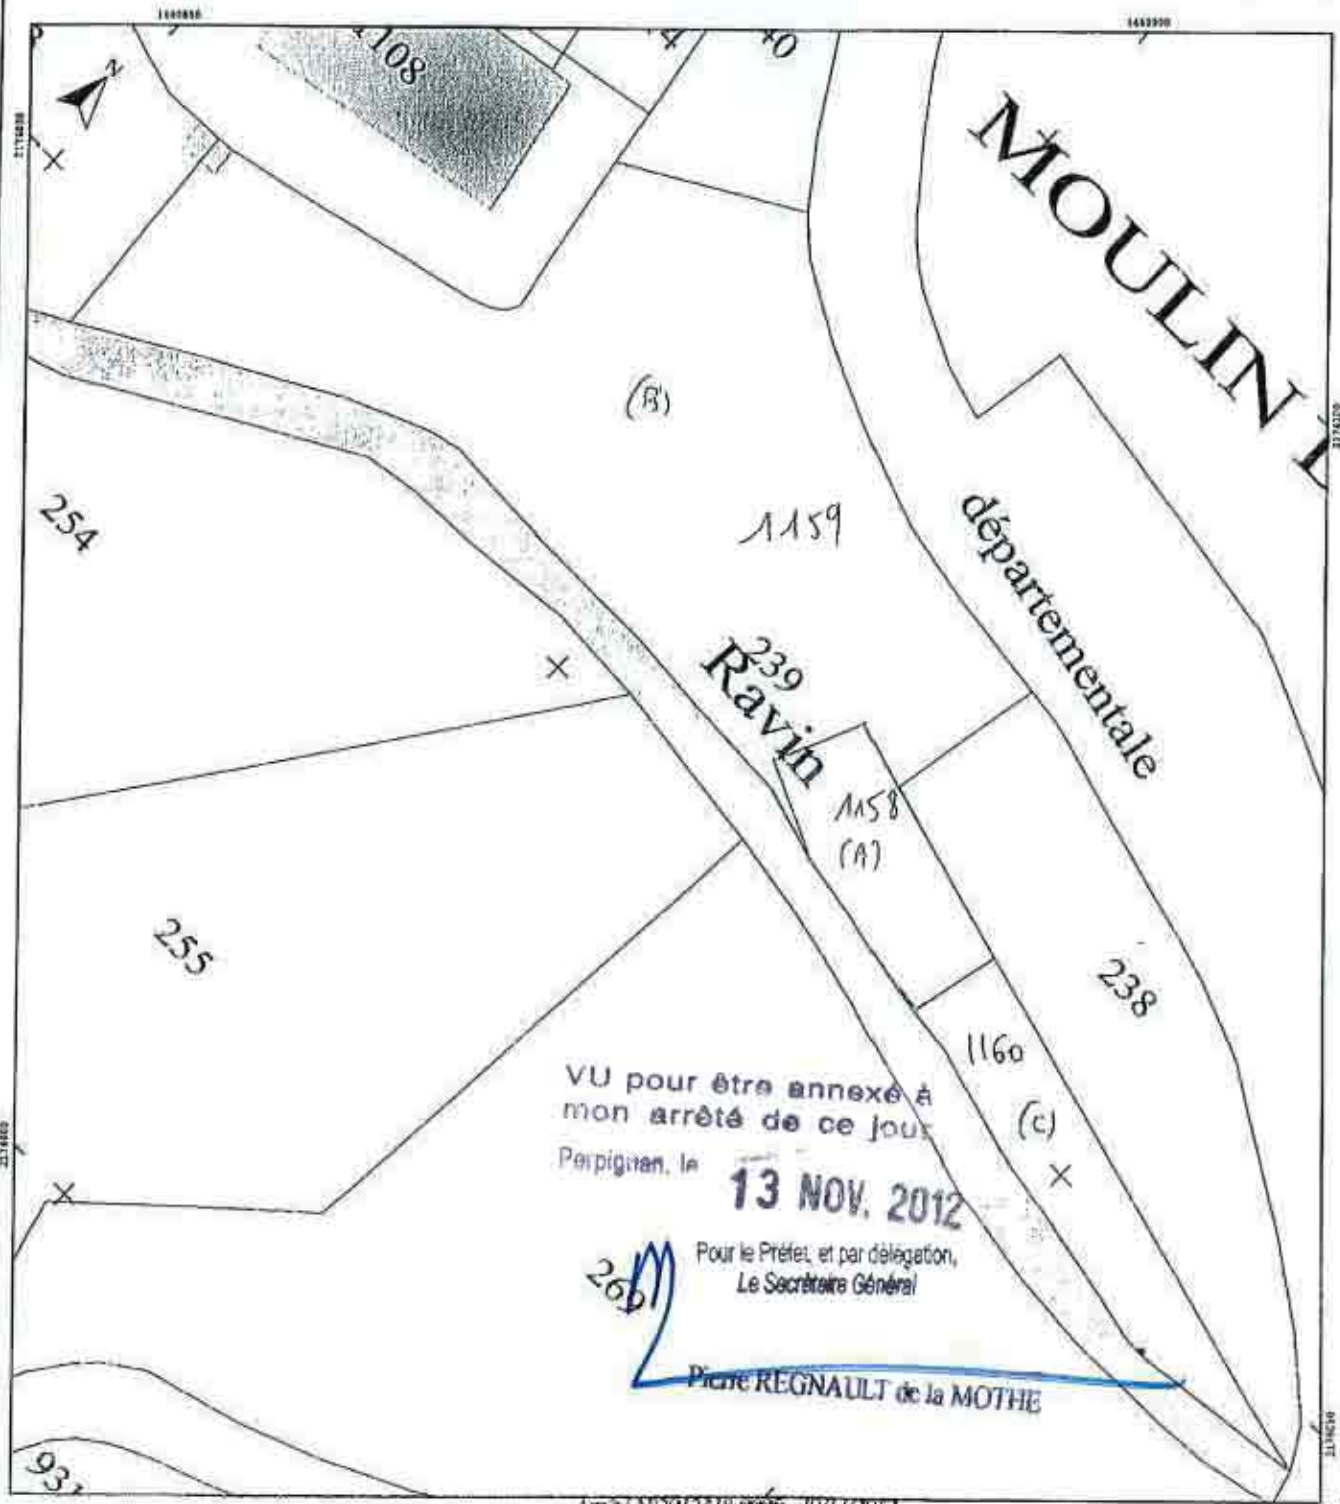 1108
N
MOULIN
(B)
254
1159
départementale
239
Ravin
1158
(A)
255
238
1160
(C)
VU pour être annexé à
mon arrêté de ce jour
Perpignan, le
13 NOV. 2012
Pour le Préfet, et par délégation,
Le Secrétaire Général
Pierre REGNAULT de la MOTHE